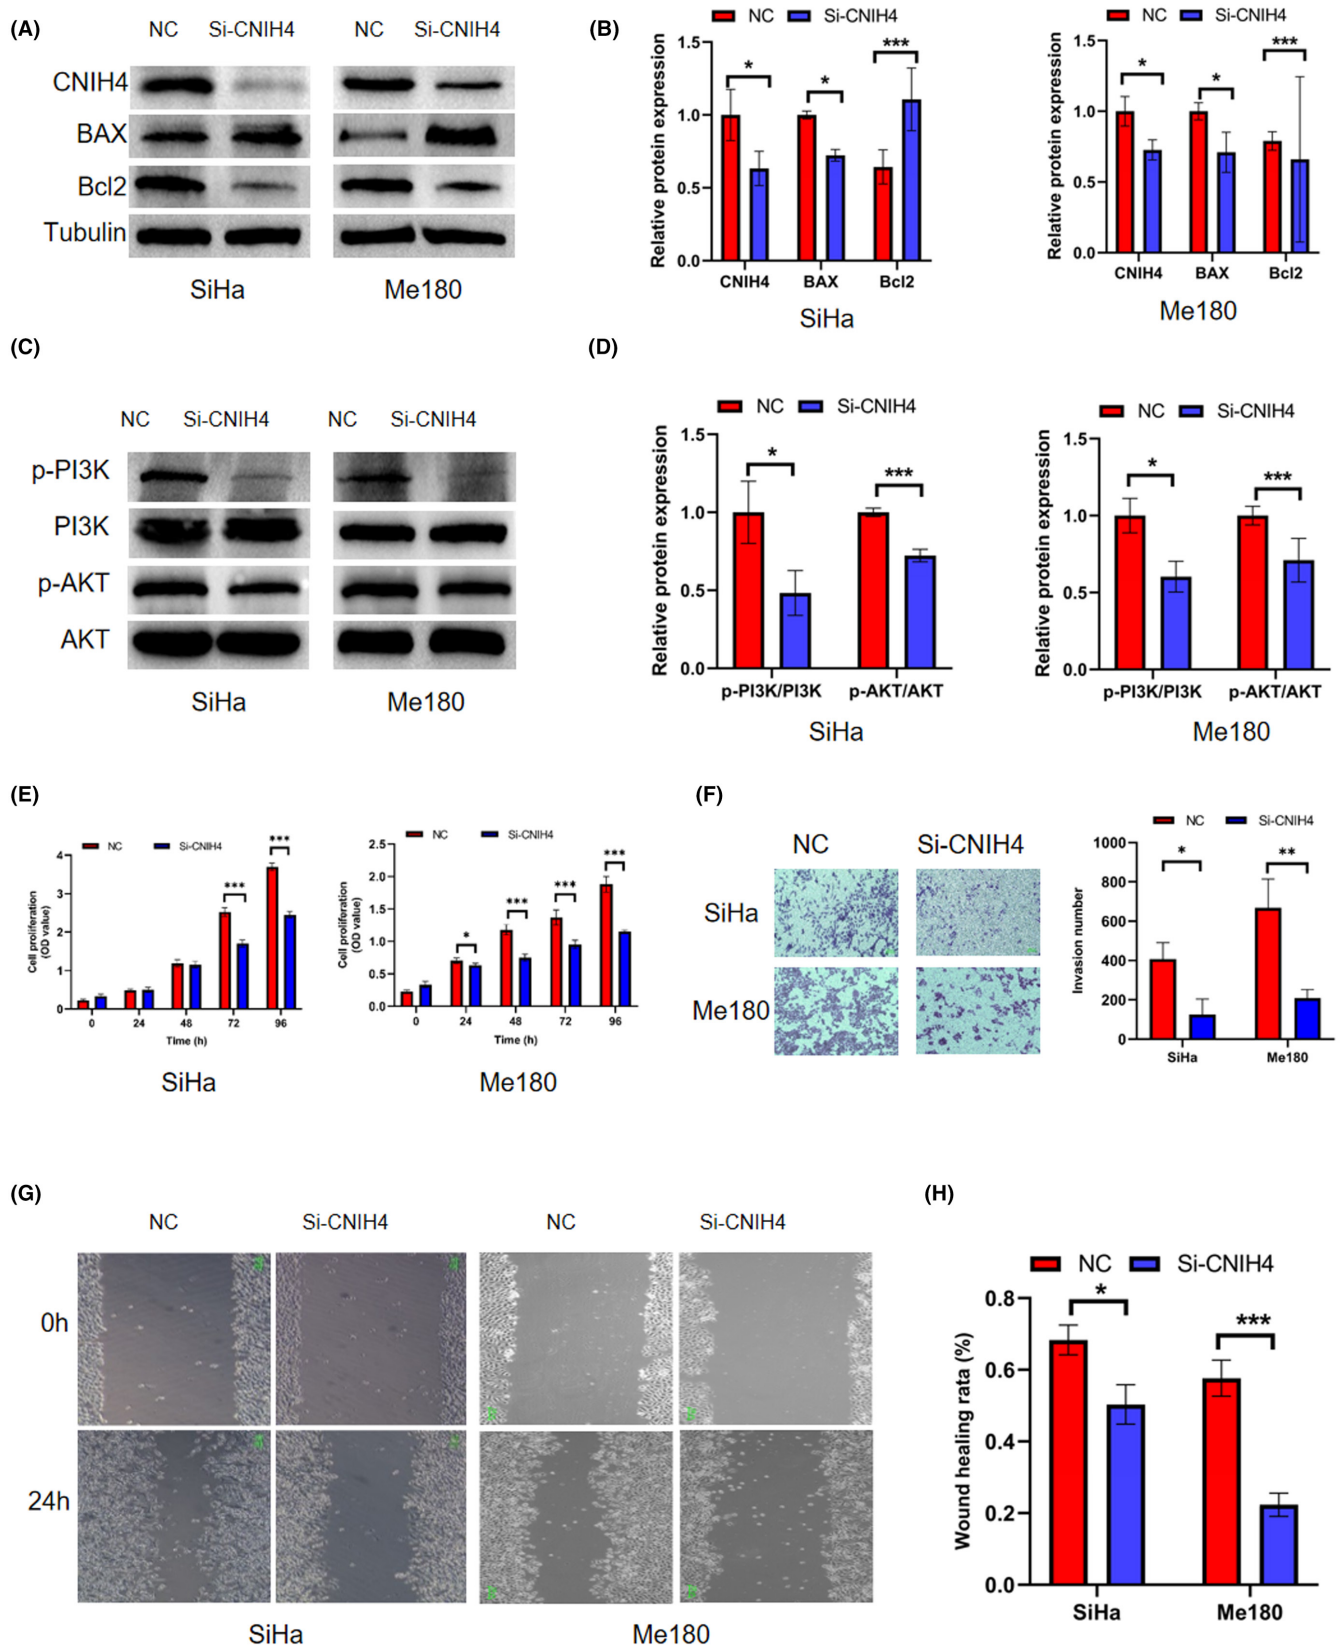 (A)
NC Si-CNIH4 NC Si-CNIH4
CNIH4
BAX
Bcl2
Tubulin
SiHa Me180
(B)
NC Si-CNIH4
Relative protein expression
1.5
1.0
0.5
0.0
* * ***
CNIH4 BAX Bcl2
SiHa
NC Si-CNIH4
Relative protein expression
1.5
1.0
0.5
0.0
* * ***
CNIH4 BAX Bcl2
Me180
(C)
NC Si-CNIH4 NC Si-CNIH4
p-PI3K
PI3K
p-AKT
AKT
SiHa Me180
(D)
NC Si-CNIH4
Relative protein expression
1.5
1.0
0.5
0.0
* ***
p-PI3K/PI3K p-AKT/AKT
SiHa
NC Si-CNIH4
Relative protein expression
1.5
1.0
0.5
0.0
* ***
p-PI3K/PI3K p-AKT/AKT
Me180
(E)
NC Si-CNIH4
Cell proliferation
(OD value)
4
3
2
1
0
*** ***
0 24 48 72 96
Time (h)
SiHa
NC Si-CNIH4
Cell proliferation
(OD value)
2.5
2.0
1.5
1.0
0.5
0.0
* *** *** ***
0 24 48 72 96
Time (h)
Me180
(F)
NC Si-CNIH4
SiHa
Me180
NC Si-CNIH4
Invasion number
1000
800
600
400
200
0
* **
SiHa Me180
(G)
NC Si-CNIH4 NC Si-CNIH4
0h
24h
SiHa Me180
(H)
NC Si-CNIH4
Wound healing rata (%)
0.8
0.6
0.4
0.2
0.0
* ***
SiHa Me180